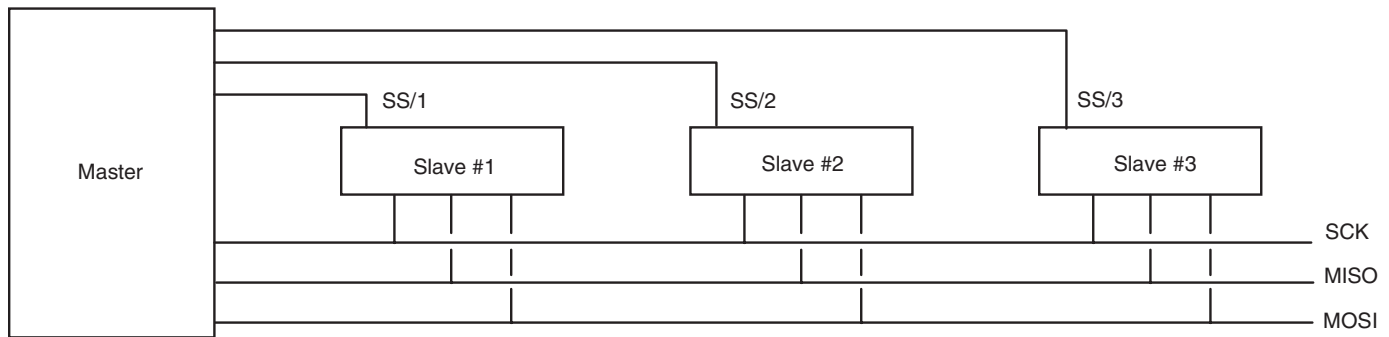 SS/1
SS/2
SS/3
Master
Slave #1
Slave #2
Slave #3
SCK
MISO
MOSI